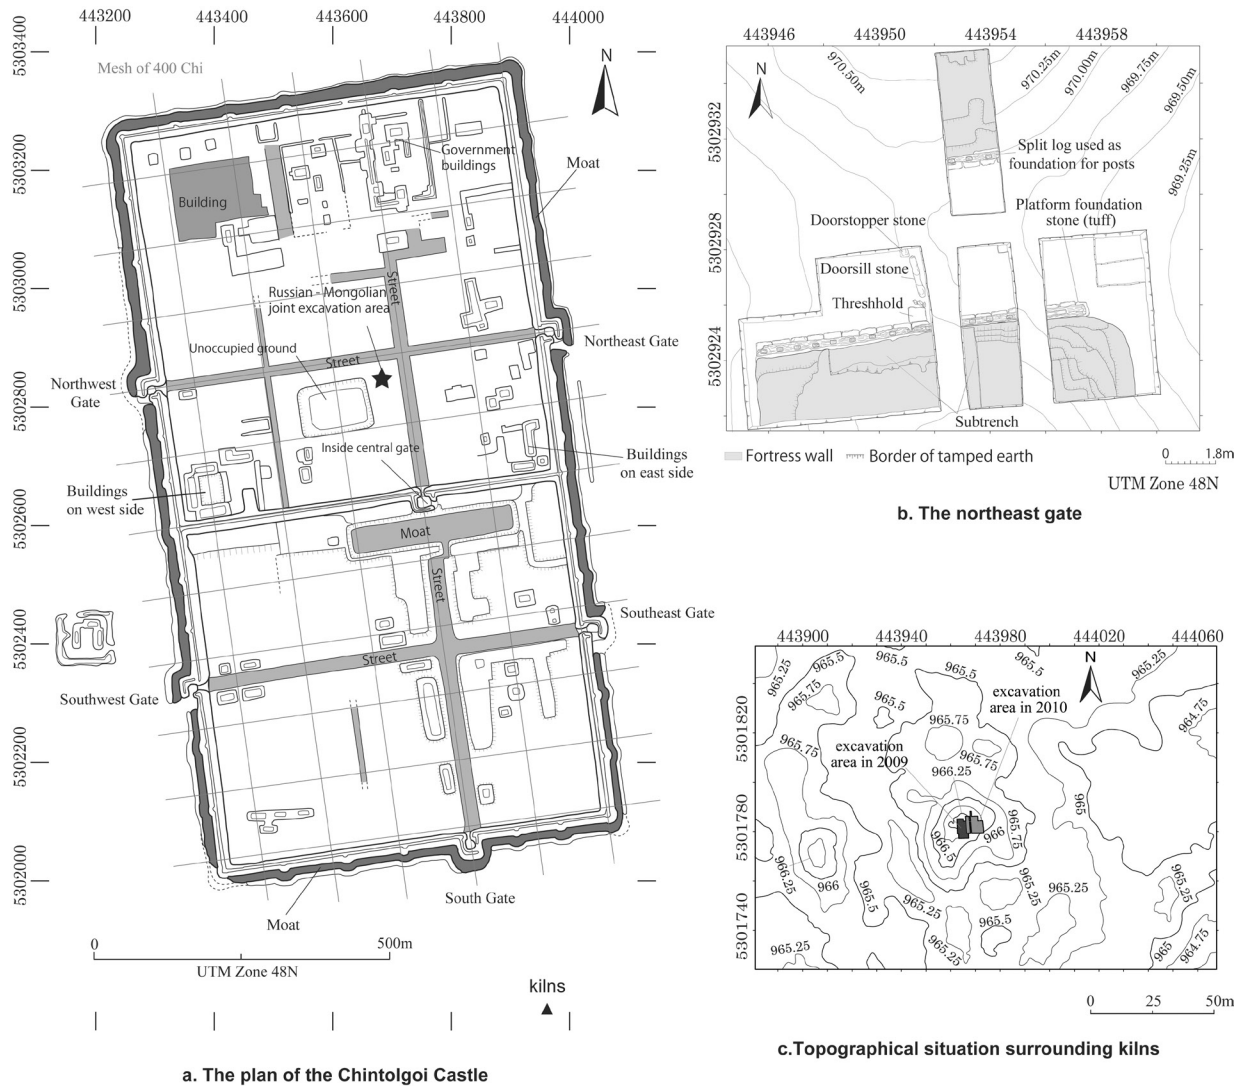 443200
443400
443600
443800
444000
5303400
5303200
5303000
5302800
5302600
5302400
5302200
5302000
Mesh of 400 Chi
N
Government
buildings
Moat
Building
Street
Russian - Mongolian
joint excavation area
Northeast Gate
Unoccupied ground
Street
Northwest
Gate
Inside central gate
Buildings
on east side
Buildings
on west side
Moat
Street
Southeast Gate
Street
Southwest Gate
South Gate
Moat
0
500m
UTM Zone 48N
kilns
a. The plan of the Chintolgoi Castle
443946
443950
443954
443958
5302932
5302928
5302924
N
970.50m
970.25m
970.00m
969.75m
969.50m
969.25m
Split log used as
foundation for posts
Platform foundation
stone (tuff)
Doorstopper stone
Doorsill stone
Threshhold
Subtrench
Fortress wall
Border of tamped earth
0
1.8m
UTM Zone 48N
b. The northeast gate
443900
443940
443980
444020
444060
5301820
5301780
5301740
N
965.25
965.5
965.5
965.5
965.25
965.75
965.5
965.75
964.75
excavation
area in 2010
965.75
965.75
excavation
area in 2009
966.25
965
965.75
966
966.5
966.25
966
965.5
965.25
965.25
965.25
965.5
965.25
965.25
965
964.75
0
25
50m
c.Topographical situation surrounding kilns